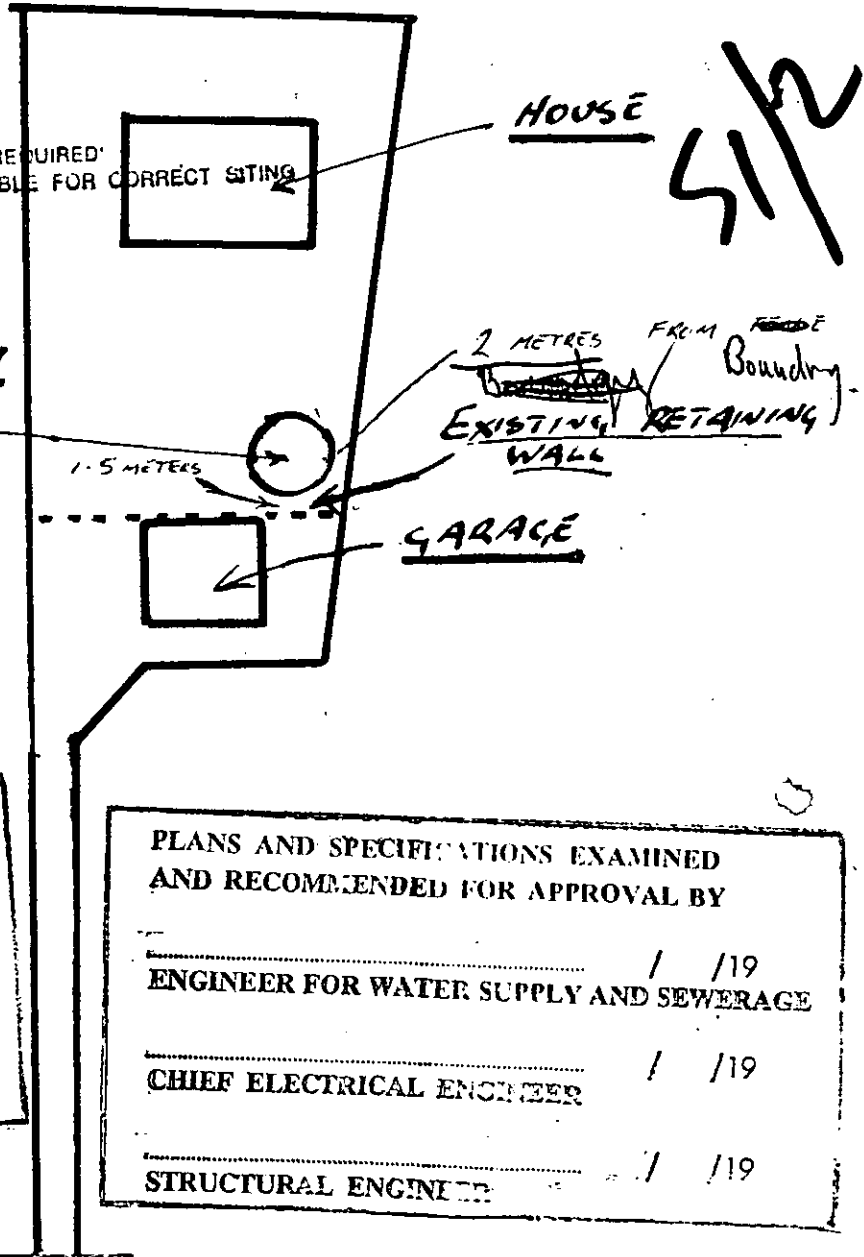 HOUSE
51/2
REQUIRED'
BLE FOR CORRECT SITING
2 METRES FROM
Boundry.
EXISTING RETAINING
WALL
1.5 METERS
GARAGE
PLANS AND SPECIFICATIONS EXAMINED
AND RECOMMENDED FOR APPROVAL BY
/ /19
ENGINEER FOR WATER SUPPLY AND SEWERAGE
/ /19
CHIEF ELECTRICAL ENGINEER
/ /19
STRUCTURAL ENGINEER